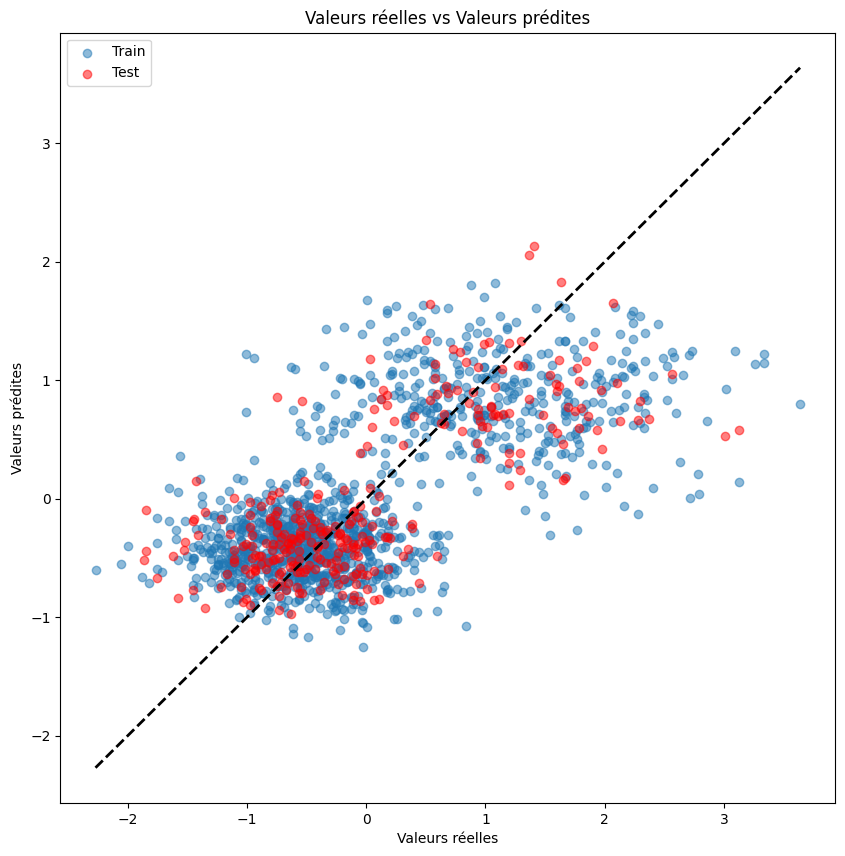 Valeurs réelles vs Valeurs prédites
Train
Test
Valeurs prédites
3
2
1
0
−1
−2
−2
−1
0
1
2
3
Valeurs réelles